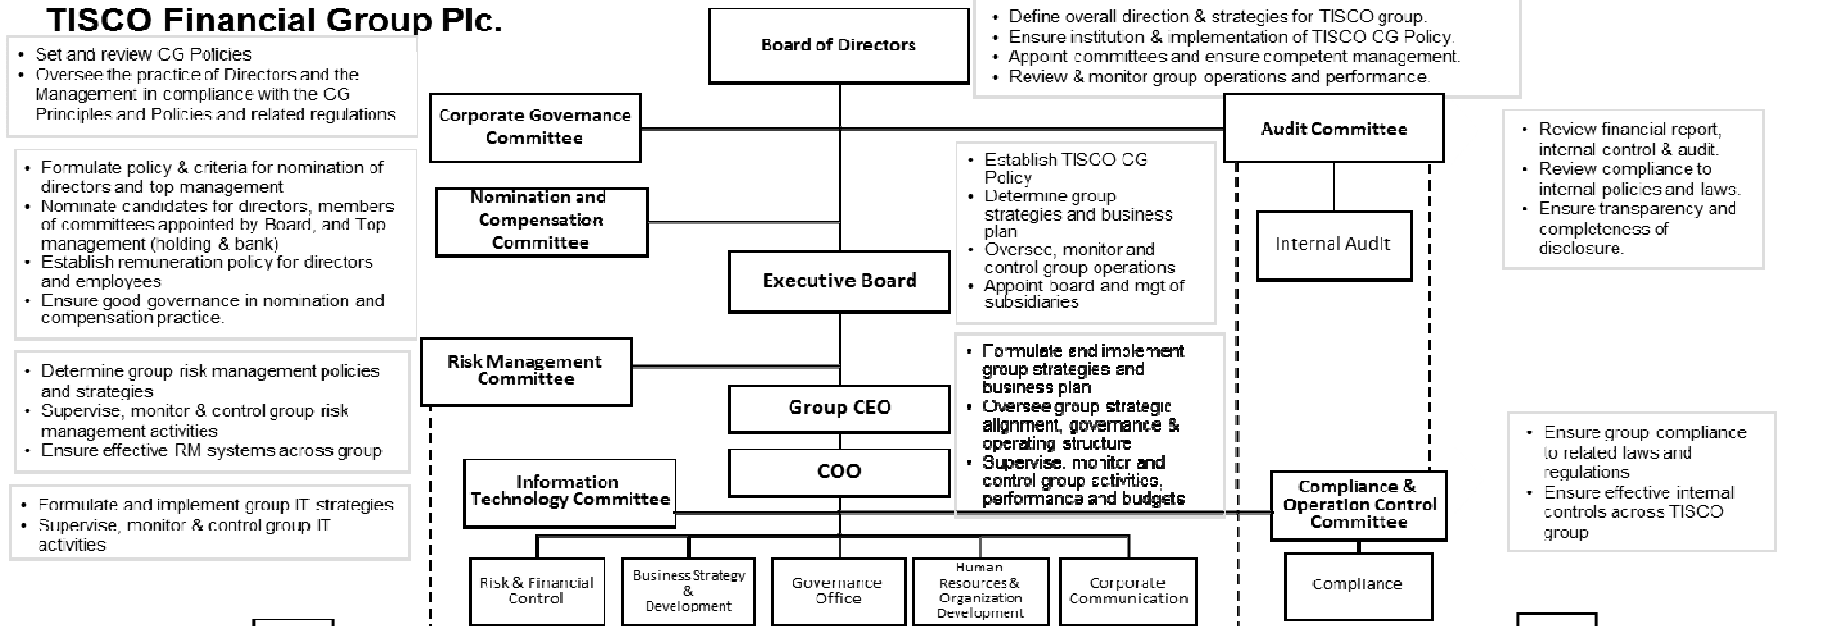 TISCO Financial Group Plc.
• Set and review CG Policies
• Oversee the practice of Directors and the
Management in compliance with the CG
Principles and Policies and related regulations
Board of Directors
• Define overall direction & strategies for TISCO group.
• Ensure institution & implementation of TISCO CG Policy.
• Appoint committees and ensure competent management.
• Review & monitor group operations and performance.
Corporate Governance
Committee
Audit Committee
• Review financial report,
internal control & audit.
• Review compliance to
internal policies and laws.
• Ensure transparency and
completeness of
disclosure.
• Formulate policy & criteria for nomination of
directors and top management
• Nominate candidates for directors, members
of committees appointed by Board, and Top
management (holding & bank)
• Establish remuneration policy for directors
and employees
• Ensure good governance in nomination and
compensation practice.
Nomination and
Compensation
Committee
• Establish TISCO CG
Policy
• Determine group
strategies and business
plan
• Oversee, monitor and
control group operations
• Appoint board and mgt of
subsidiaries
Internal Audit
Executive Board
• Determine group risk management policies
and strategies
• Supervise, monitor & control group risk
management activities
• Ensure effective RM systems across group
Risk Management
Committee
Group CEO
COO
• Formulate and implement
group strategies and
business plan
• Oversee group strategic
alignment, governance &
operating structure
• Supervise, monitor and
control group activities,
performance and budgets
• Ensure group compliance
to related laws and
regulations
• Ensure effective internal
controls across TISCO
group
• Formulate and implement group IT strategies
• Supervise, monitor & control group IT
activities
Information
Technology Committee
Compliance &
Operation Control
Committee
Risk & Financial
Control
Business Strategy
&
Development
Governance
Office
Human
Resources &
Organization
Development
Corporate
Communication
Compliance